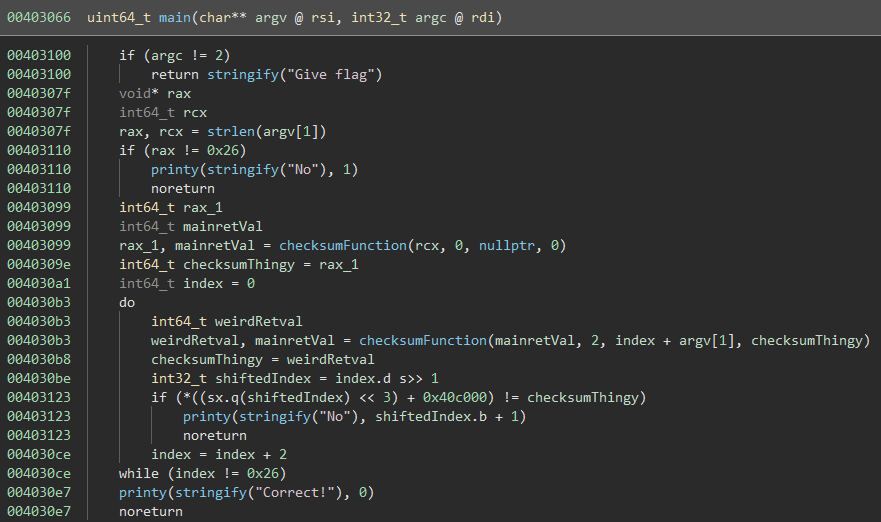 00403066  uint64_t main(char** argv @ rsi, int32_t argc @ rdi)
00403100      if (argc != 2)
00403100          return stringify("Give flag")
0040307f      void* rax
0040307f      int64_t rcx
0040307f      rax, rcx = strlen(argv[1])
00403110      if (rax != 0x26)
00403110          printy(stringify("No"), 1)
00403110          noreturn
00403099      int64_t rax_1
00403099      int64_t mainretVal
00403099      rax_1, mainretVal = checksumFunction(rcx, 0, nullptr, 0)
0040309e      int64_t checksumThingy = rax_1
004030a1      int64_t index = 0
004030b3      do
004030b3          int64_t weirdRetval
004030b3          weirdRetval, mainretVal = checksumFunction(mainretVal, 2, index + argv[1], checksumThingy)
004030b8          checksumThingy = weirdRetval
004030be          int32_t shiftedIndex = index.d s>> 1
00403123          if (*((sx.q(shiftedIndex) << 3) + 0x40c000) != checksumThingy)
00403123              printy(stringify("No"), shiftedIndex.b + 1)
00403123              noreturn
004030ce          index = index + 2
004030ce      while (index != 0x26)
004030e7      printy(stringify("Correct!"), 0)
004030e7      noreturn